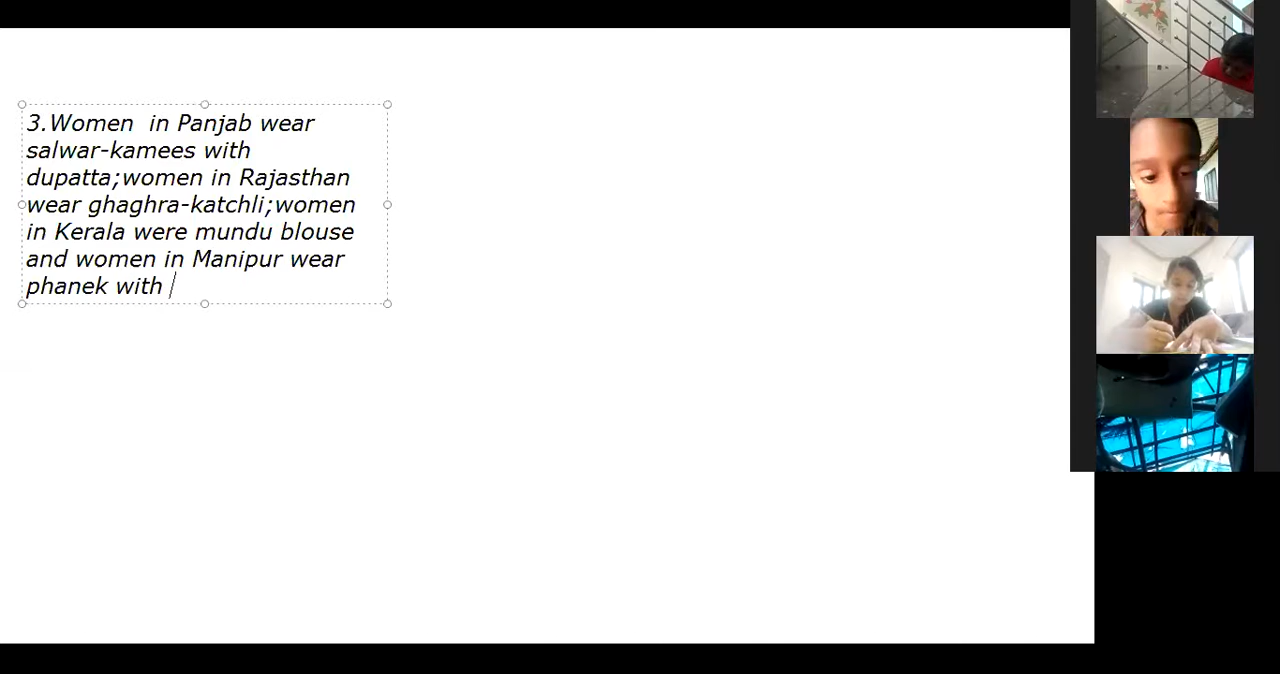 3.Women  in Panjab wear
salwar-kamees with
dupatta;women in Rajasthan
wear ghaghra-katchli;women
in Kerala were mundu blouse
and women in Manipur wear
phanek with